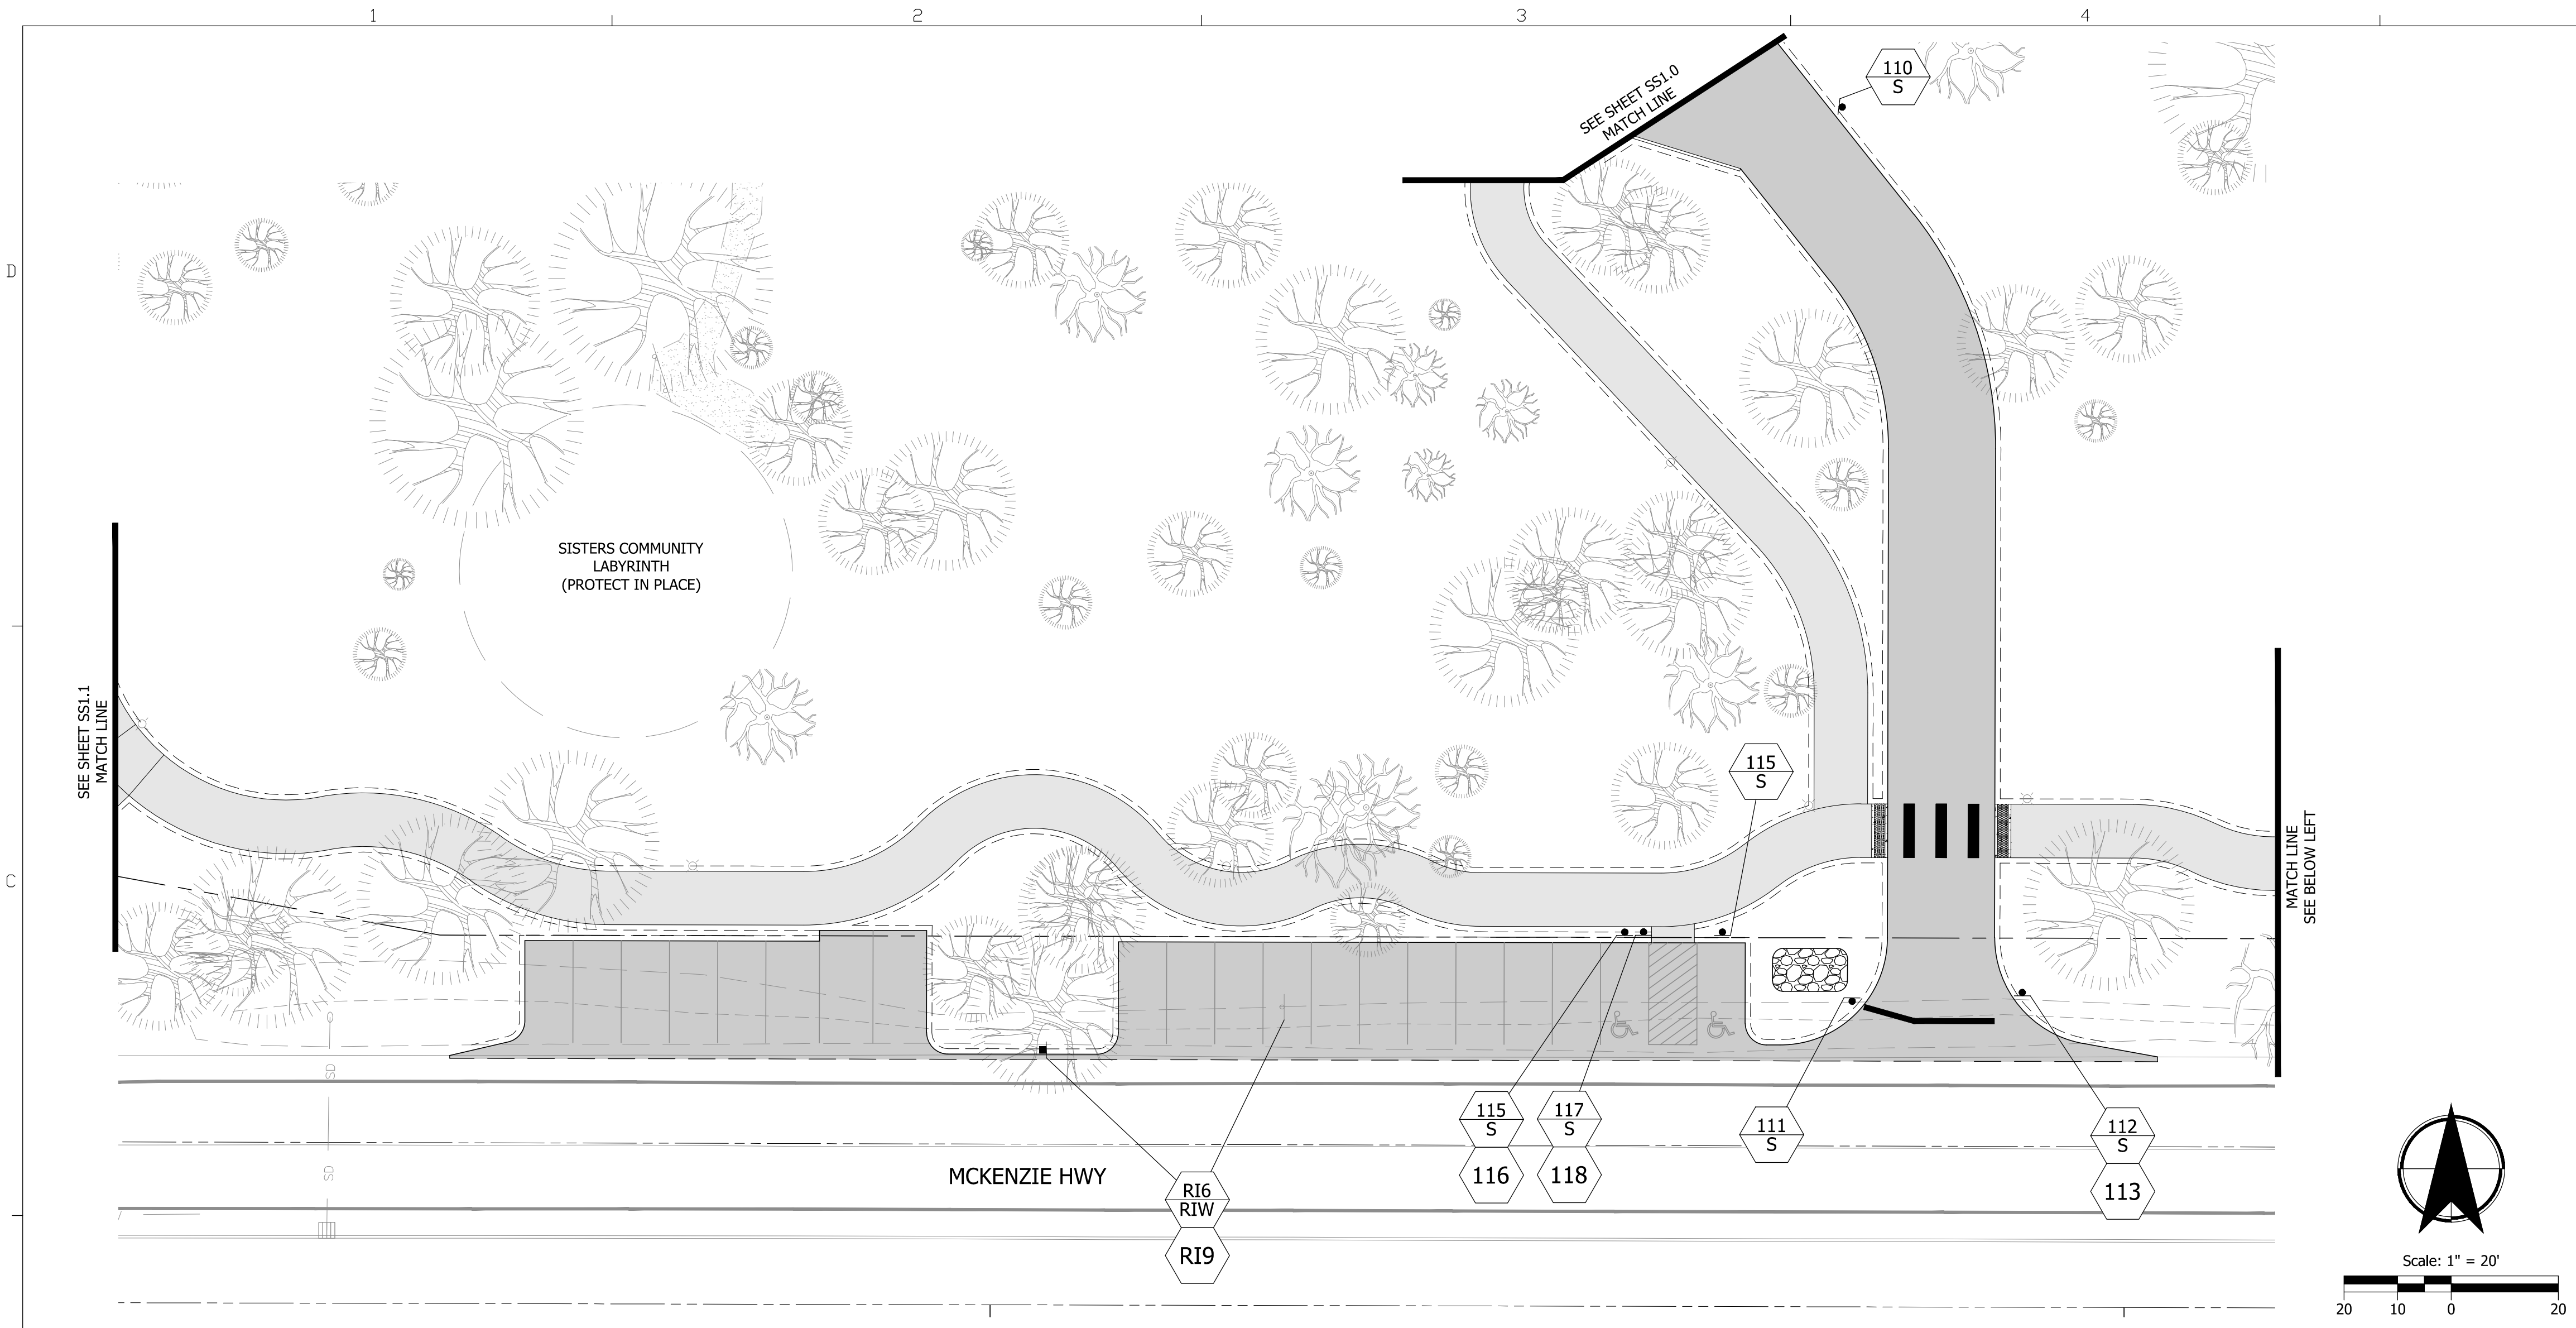 1
2
3
4
110
S
SEE SHEET SS1.0
MATCH LINE
D
SISTERS COMMUNITY
LABYRINTH
(PROTECT IN PLACE)
SEE SHEET SS1.1
MATCH LINE
115
S
MATCH LINE
SEE BELOW LEFT
C
SD
SD
MCKENZIE HWY
RI6
RIW
RI9
115
S
116
117
S
118
111
S
112
S
113
Scale: 1" = 20'
20 10 0 20